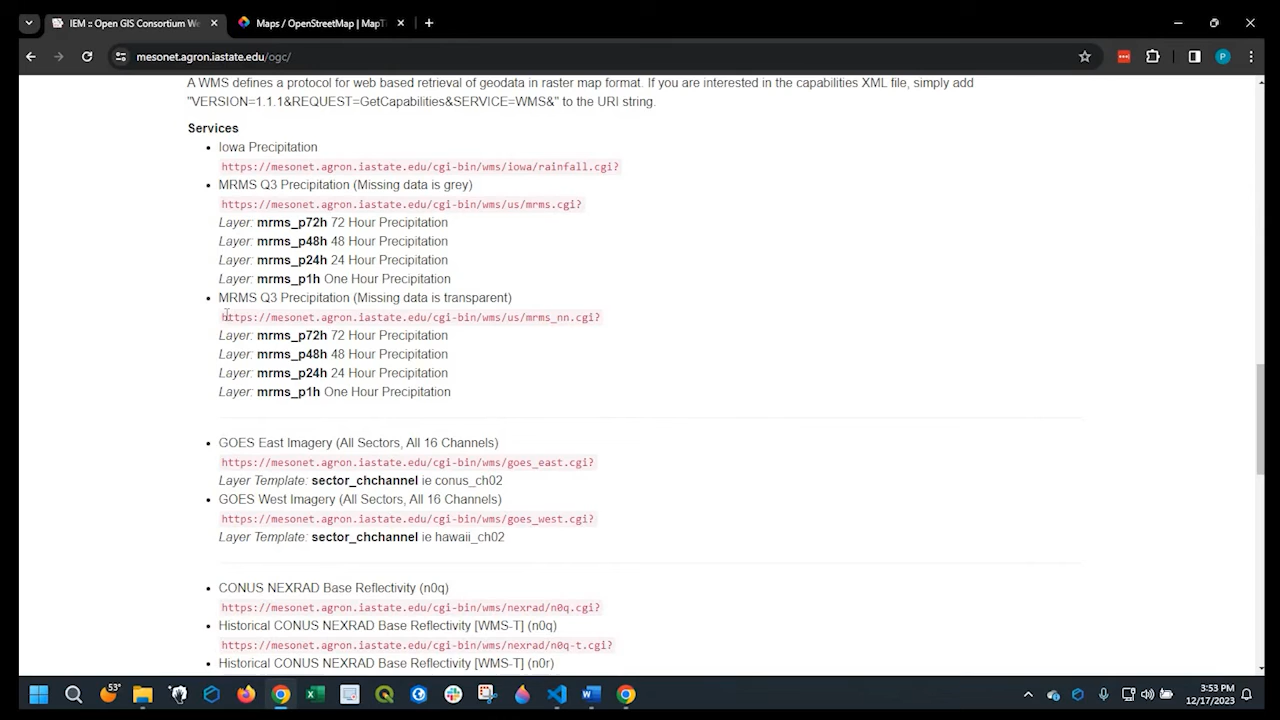 IEM :: Open GIS Consortium We
Maps / OpenStreetMap | MapTi
mesonet.agron.iastate.edu/ogc/
P
A WMS defines a protocol for web based retrieval of geodata in raster map format. If you are interested in the capabilities XML file, simply add
"VERSION=1.1.1&REQUEST=GetCapabilities&SERVICE=WMS&" to the URI string.
Services
• Iowa Precipitation
https://mesonet.agron.iastate.edu/cgi-bin/wms/iowa/rainfall.cgi?
• MRMS Q3 Precipitation (Missing data is grey)
https://mesonet.agron.iastate.edu/cgi-bin/wms/us/mrms.cgi?
Layer: mrms_p72h 72 Hour Precipitation
Layer: mrms_p48h 48 Hour Precipitation
Layer: mrms_p24h 24 Hour Precipitation
Layer: mrms_p1h One Hour Precipitation
• MRMS Q3 Precipitation (Missing data is transparent)
https://mesonet.agron.iastate.edu/cgi-bin/wms/us/mrms_nn.cgi?
Layer: mrms_p72h 72 Hour Precipitation
Layer: mrms_p48h 48 Hour Precipitation
Layer: mrms_p24h 24 Hour Precipitation
Layer: mrms_p1h One Hour Precipitation
• GOES East Imagery (All Sectors, All 16 Channels)
https://mesonet.agron.iastate.edu/cgi-bin/wms/goes_east.cgi?
Layer Template: sector_chchannel ie conus_ch02
• GOES West Imagery (All Sectors, All 16 Channels)
https://mesonet.agron.iastate.edu/cgi-bin/wms/goes_west.cgi?
Layer Template: sector_chchannel ie hawaii_ch02
• CONUS NEXRAD Base Reflectivity (n0q)
https://mesonet.agron.iastate.edu/cgi-bin/wms/nexrad/n0q.cgi?
• Historical CONUS NEXRAD Base Reflectivity [WMS-T] (n0q)
https://mesonet.agron.iastate.edu/cgi-bin/wms/nexrad/n0q-t.cgi?
• Historical CONUS NEXRAD Base Reflectivity [WMS-T] (n0r)
53°
3:53 PM
12/17/2023